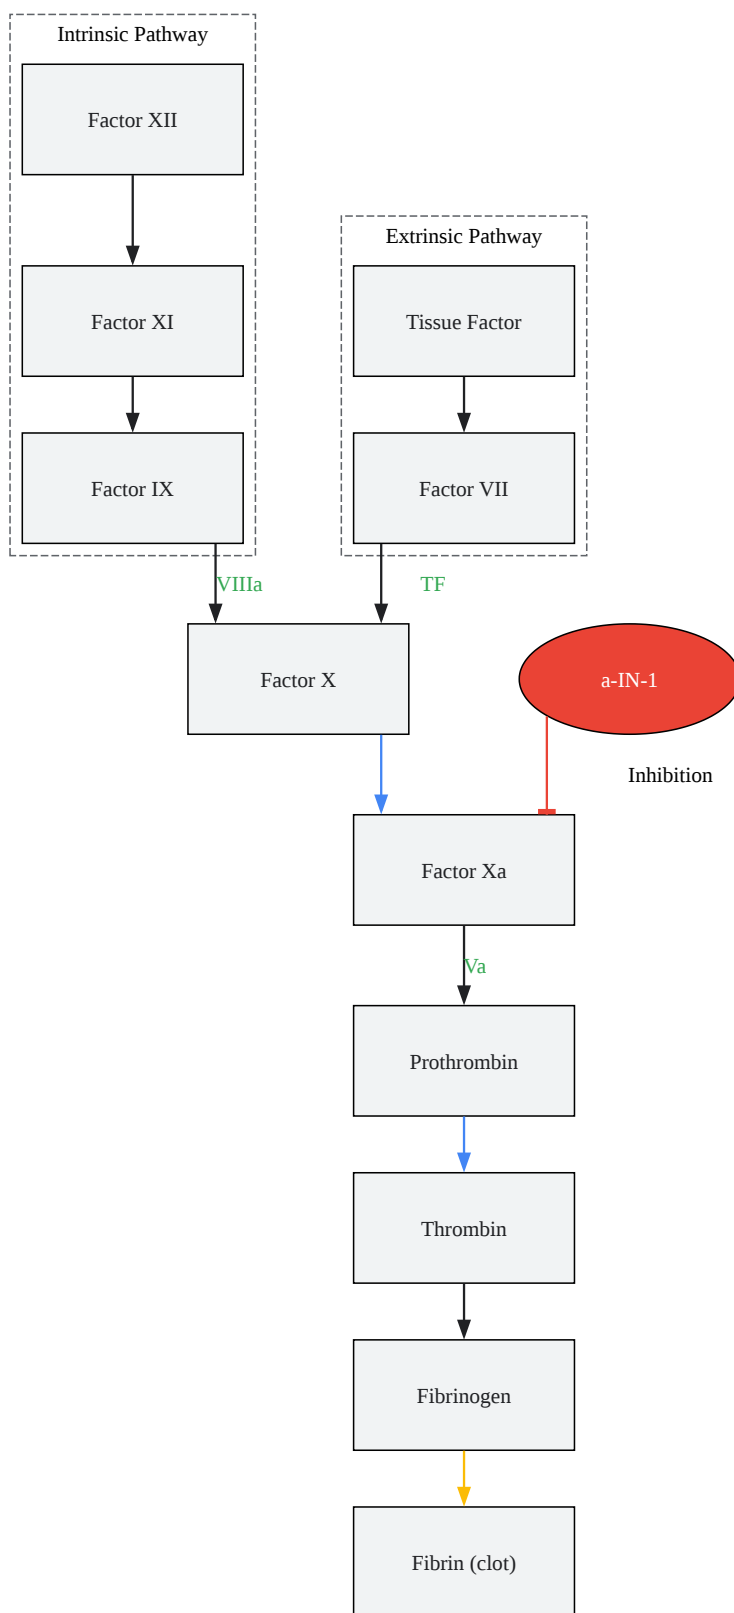 Intrinsic Pathway
Factor XII
Extrinsic Pathway
Factor XI
Tissue Factor
Factor IX
Factor VII
VIIIa
TF
Factor X
a-IN-1
Inhibition
Factor Xa
Va
Prothrombin
Thrombin
Fibrinogen
Fibrin (clot)